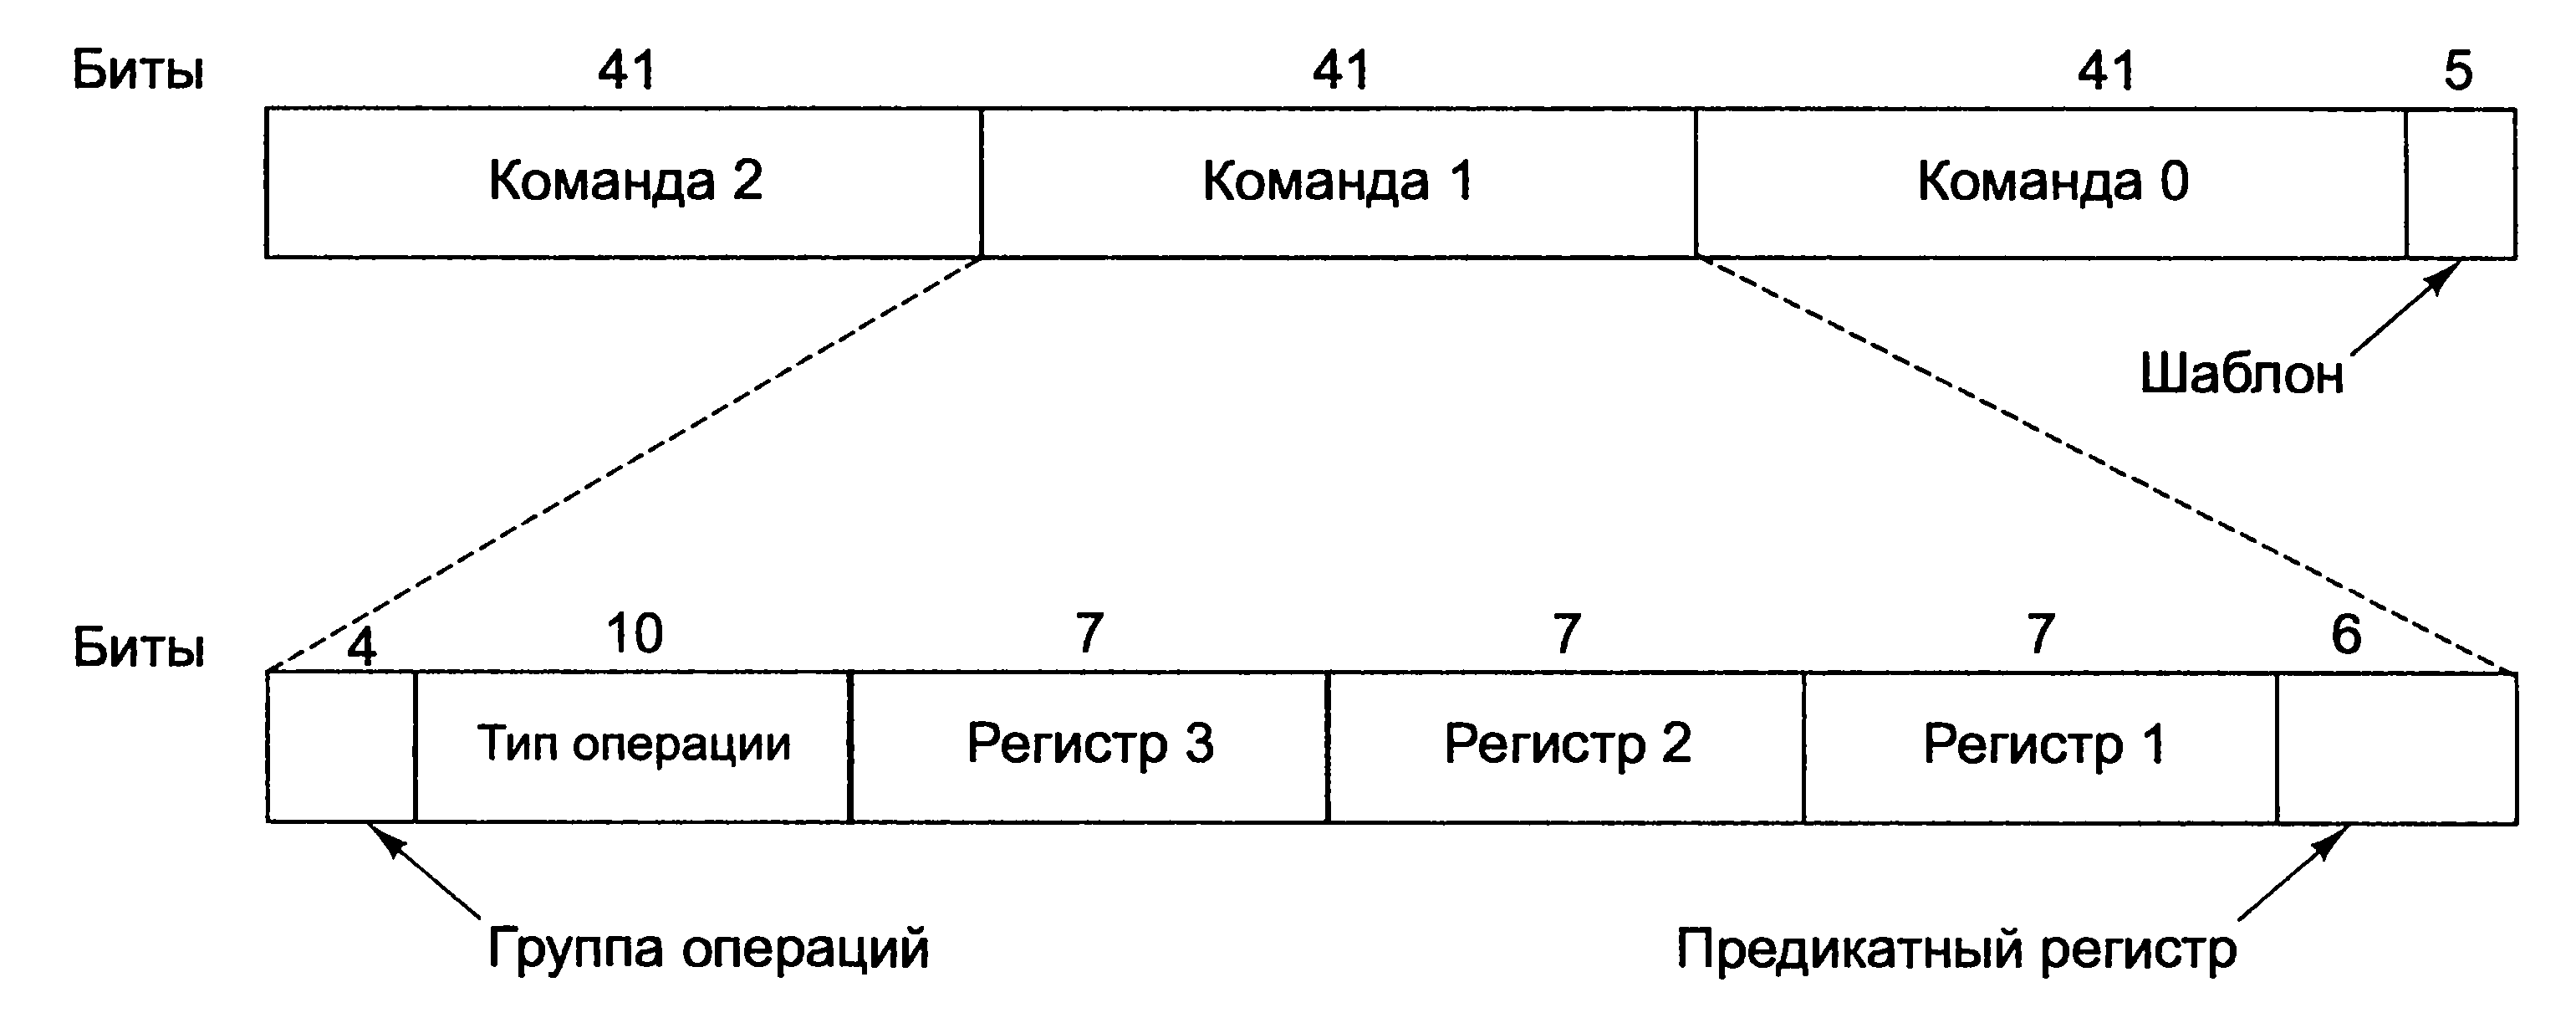 Биты 41 41 41 5
Команда 2 Команда 1 Команда 0
Шаблон
Биты 4 10 7 7 7 6
Тип операции Регистр 3 Регистр 2 Регистр 1
Группа операций Предикатный регистр